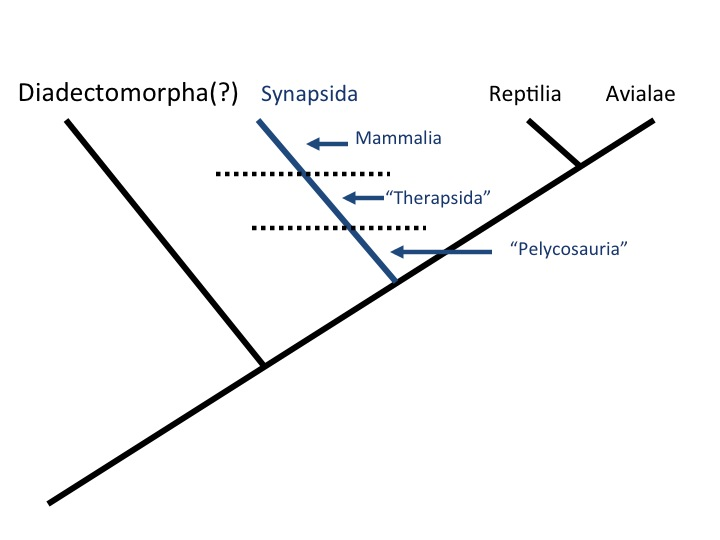 Diadectomorpha(?)
Synapsida
Reptilia
Avialae
Mammalia
“Therapsida”
“Pelycosauria”